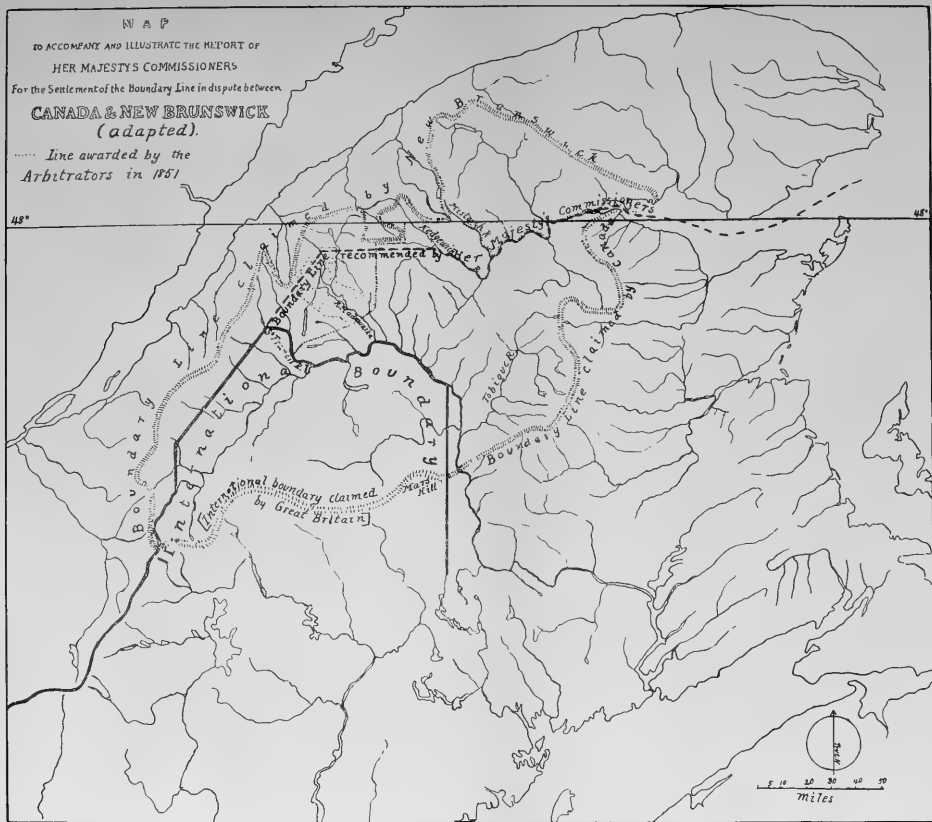 MAP
TO ACCOMPANY AND ILLUSTRATE THE REPORT OF
HER MAJESTYS COMMISSIONERS
For the Settlement of the Boundary Line in dispute between
CANADA & NEW BRUNSWICK
(adapted).
...... Line awarded by the
Arbitrators in 1851
48°
48°
Boundary Line claimed by New Brunswick
Boundary Line recommended by Her Majesty's Commissioners
Kedgwick
Boundary Line Claimed by Canada
Tobique R
International Boundary
[International boundary claimed
by Great Britain]
Mars
Hill
North
5 10 20 30 40 50
miles